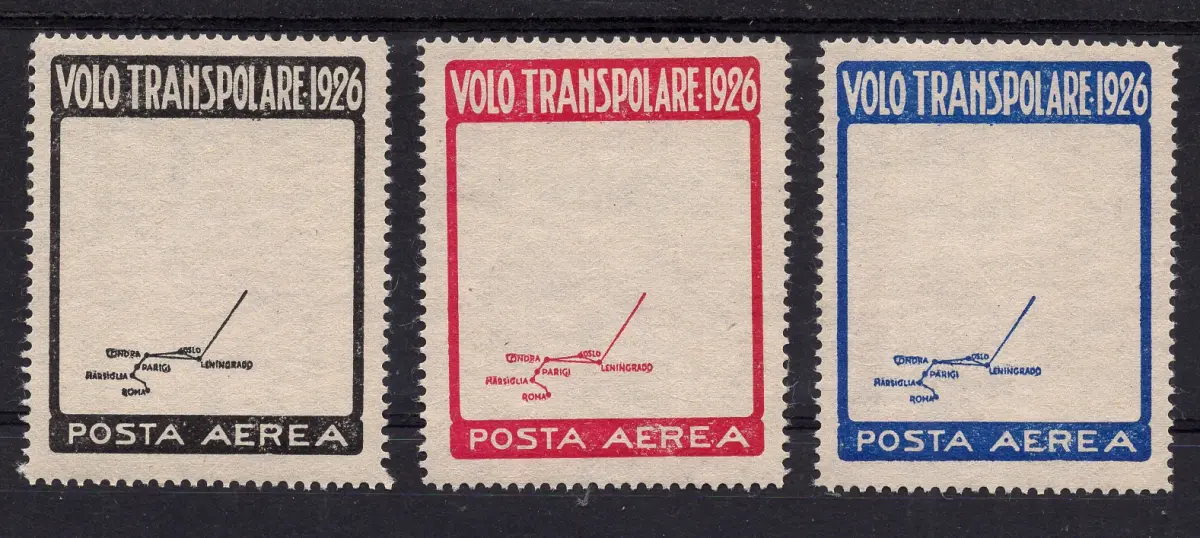 VOLO TRANSPOLARE·1926
LONDRA
OSLO
LENINGRADO
PARIGI
MARSIGLIA
ROMA
POSTA AEREA
VOLO TRANSPOLARE·1926
LONDRA
OSLO
LENINGRADO
PARIGI
MARSIGLIA
ROMA
POSTA AEREA
VOLO TRANSPOLARE·1926
LONDRA
OSLO
LENINGRADO
PARIGI
MARSIGLIA
ROMA
POSTA AEREA